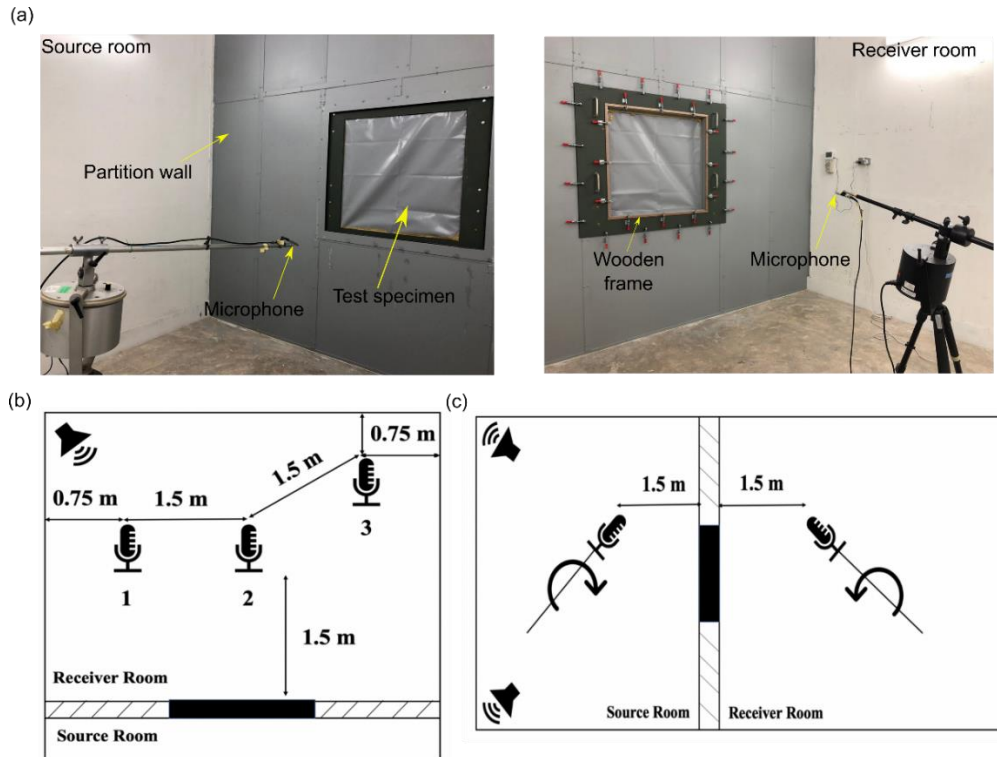 (a)
Source room
Partition wall
Microphone
Test specimen
Receiver room
Wooden
frame
Microphone
(b)
0.75 m
1.5 m
0.75 m
1.5 m
3
1
2
1.5 m
Receiver Room
Source Room
(c)
1.5 m
1.5 m
Source Room
Receiver Room